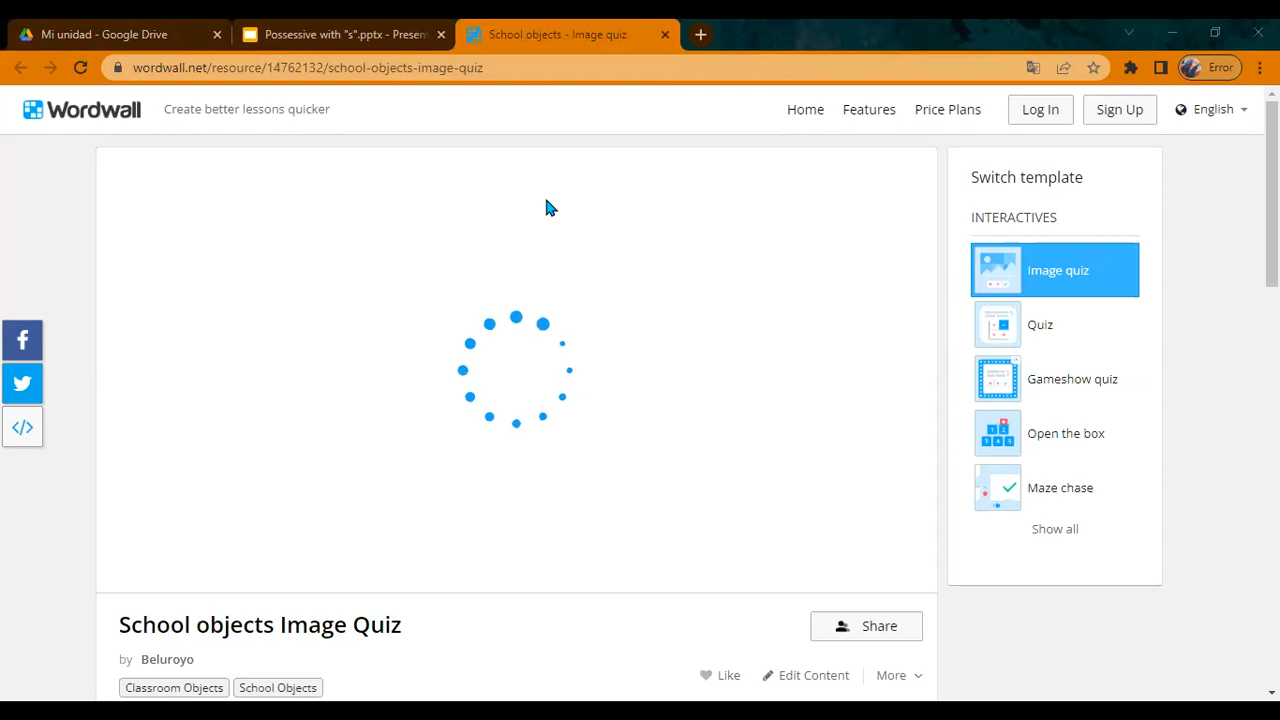 Mi unidad - Google Drive
Possessive with "s".pptx - Present
School objects - Image quiz
wordwall.net/resource/14762132/school-objects-image-quiz
Error
Wordwall
Create better lessons quicker
Home
Features
Price Plans
Log In
Sign Up
English
Switch template
INTERACTIVES
Image quiz
Quiz
Gameshow quiz
Open the box
Maze chase
Show all
School objects Image Quiz
Share
by Beluroyo
Like
Edit Content
More
Classroom Objects
School Objects